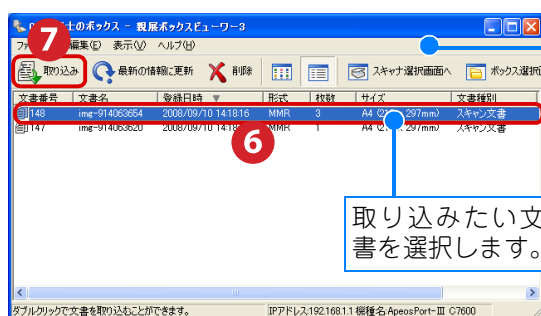 士のボックス - 親展ボックスビューワー3
7
編集(E) 表示(V) ヘルプ(H)
取り込み 最新の情報に更新 削除 スキャナ選択画面へ ボックス選択
文書番号 文書名 登録日時 形式 枚数 サイズ 文書種別
148 img-914063654 2008/09/10 14:18:16 MMR 3 A4 (21 297mm) スキャン文書
147 img-914063620 2008/09/10 14:18 MMR 1 A4 297mm) スキャン文書
6
取り込みたい文
書を選択します。
ダブルクリックで文書を取り込むことができます。 IPアドレス:192.168.1.1 機種名:ApeosPort-III C7600